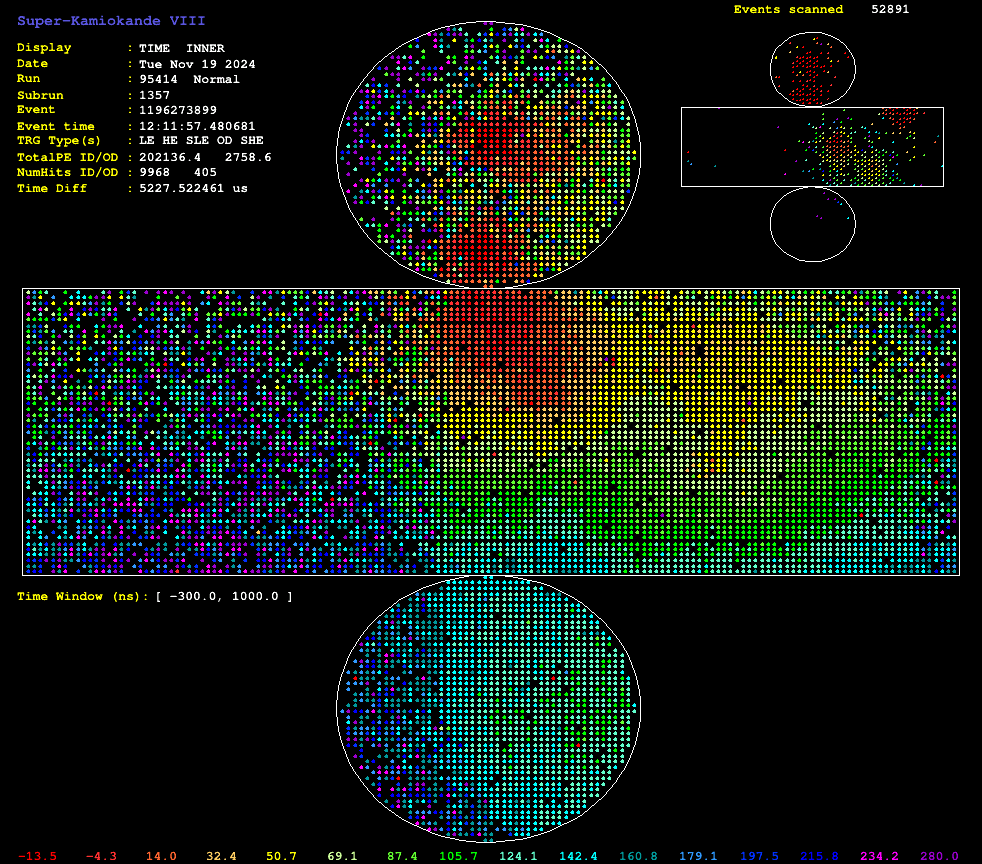 Super-Kamiokande VIII
Events scanned 52891
Display : TIME INNER
Date : Tue Nov 19 2024
Run : 95414 Normal
Subrun : 1357
Event : 1196273899
Event time : 12:11:57.480681
TRG Type(s) : LE HE SLE OD SHE
TotalPE ID/OD : 202136.4 2758.6
NumHits ID/OD : 9968 405
Time Diff : 5227.522461 us
Time Window (ns): [ -300.0, 1000.0 ]
-13.5 -4.3 14.0 32.4 50.7 69.1 87.4 105.7 124.1 142.4 160.8 179.1 197.5 215.8 234.2 280.0